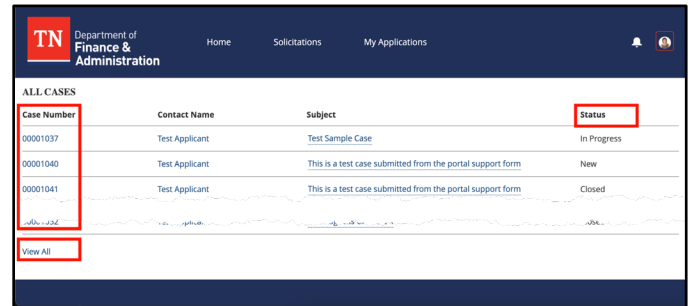 TN Department of
Finance &
Administration
Home Solicitations My Applications
ALL CASES
Case Number Contact Name Subject Status
00001037 Test Applicant Test Sample Case In Progress
00001040 Test Applicant This is a test case submitted from the portal support form New
00001041 Test Applicant This is a test case submitted from the portal support form Closed
View All